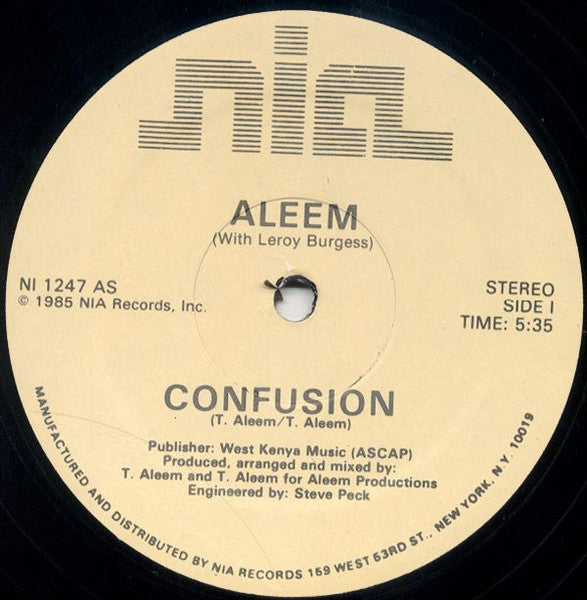 nia
ALEEM
(With Leroy Burgess)
NI 1247 AS
© 1985 NIA Records, Inc.
STEREO
SIDE I
TIME: 5:35
CONFUSION
(T. Aleem/T. Aleem)
Publisher: West Kenya Music (ASCAP)
Produced, arranged and mixed by:
T. Aleem and T. Aleem for Aleem Productions
Engineered by: Steve Peck
MANUFACTURED AND DISTRIBUTED BY NIA RECORDS 159 WEST 63RD ST., NEW YORK, N.Y. 10019